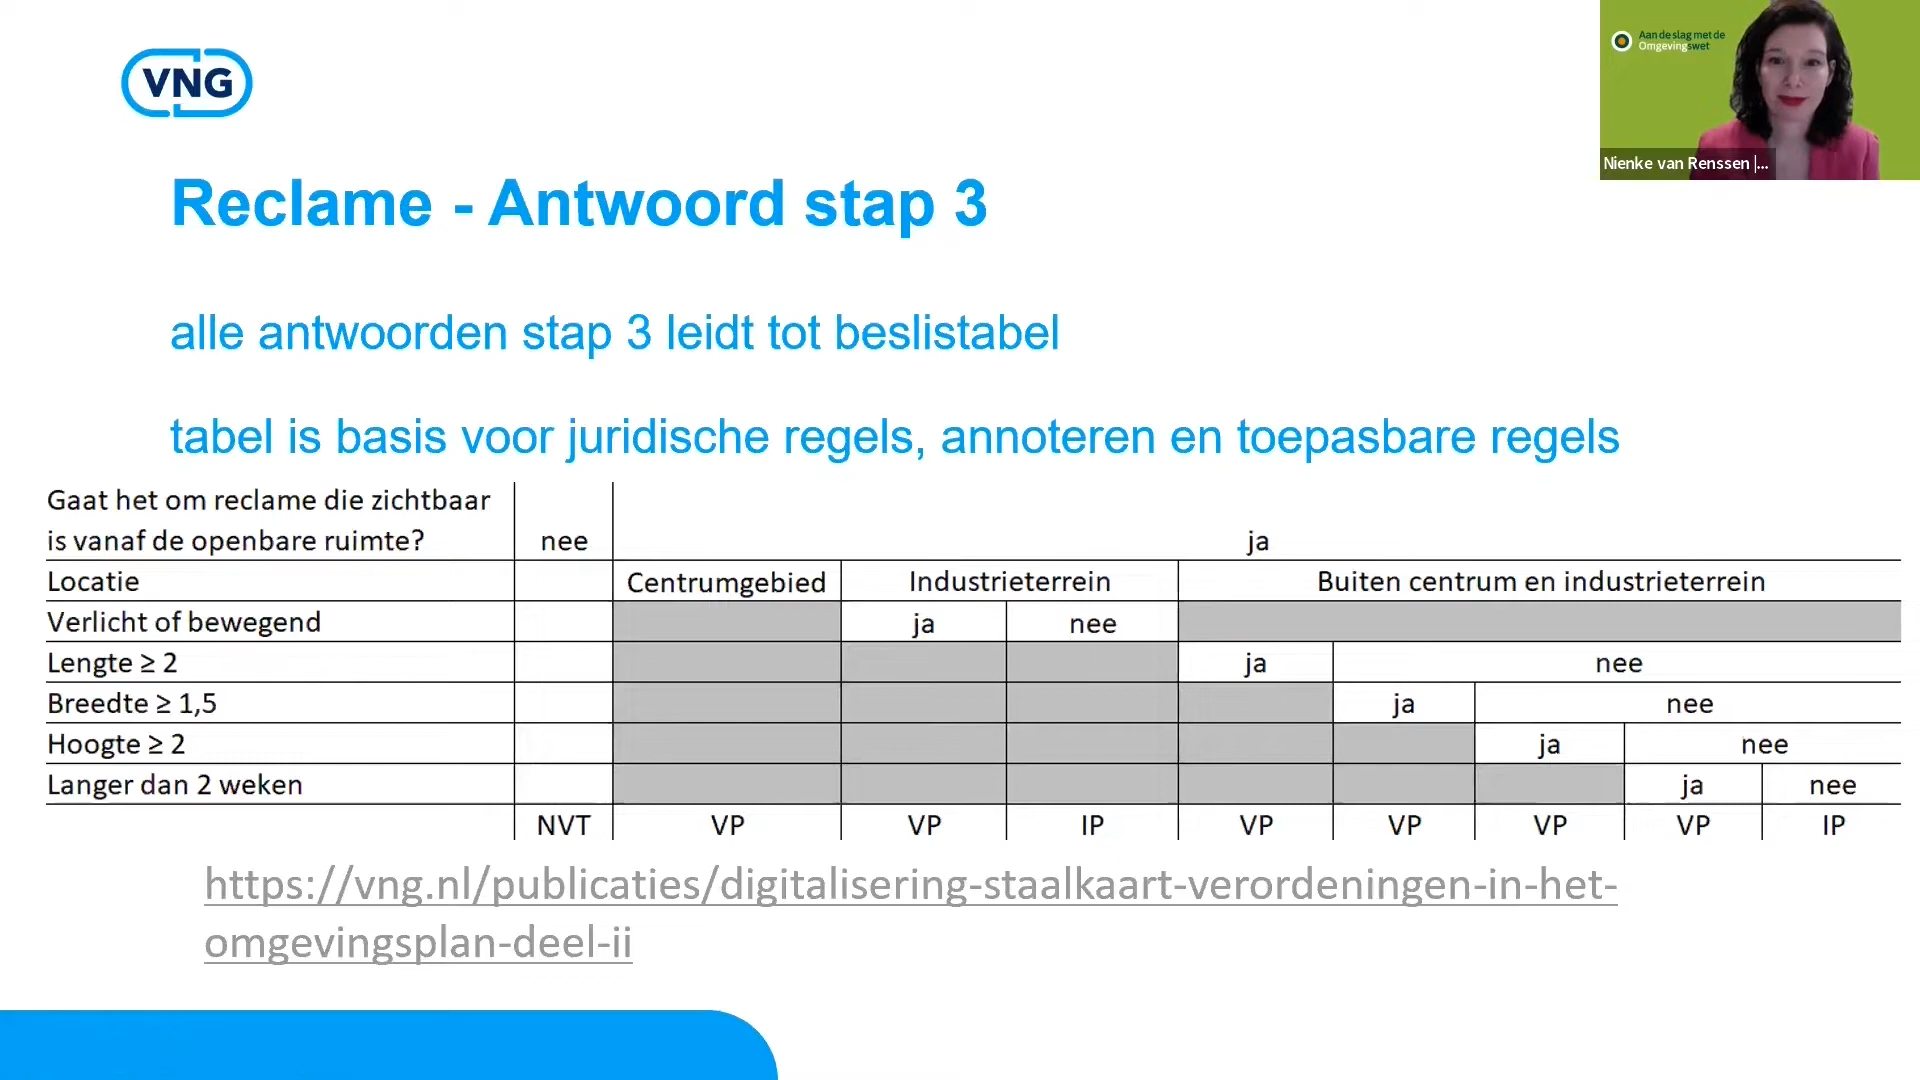 VNG
Aan de slag met de
Omgevingswet
Nienke van Renssen |...
Reclame - Antwoord stap 3
alle antwoorden stap 3 leidt tot beslistabel
tabel is basis voor juridische regels, annoteren en toepasbare regels
Gaat het om reclame die zichtbaar
is vanaf de openbare ruimte? nee ja
Locatie Centrumgebied Industrieterrein Buiten centrum en industrieterrein
Verlicht of bewegend ja nee
Lengte ≥ 2 ja nee
Breedte ≥ 1,5 ja nee
Hoogte ≥ 2 ja nee
Langer dan 2 weken ja nee
NVT VP VP IP VP VP VP VP IP
https://vng.nl/publicaties/digitalisering-staalkaart-verordeningen-in-het-
omgevingsplan-deel-ii